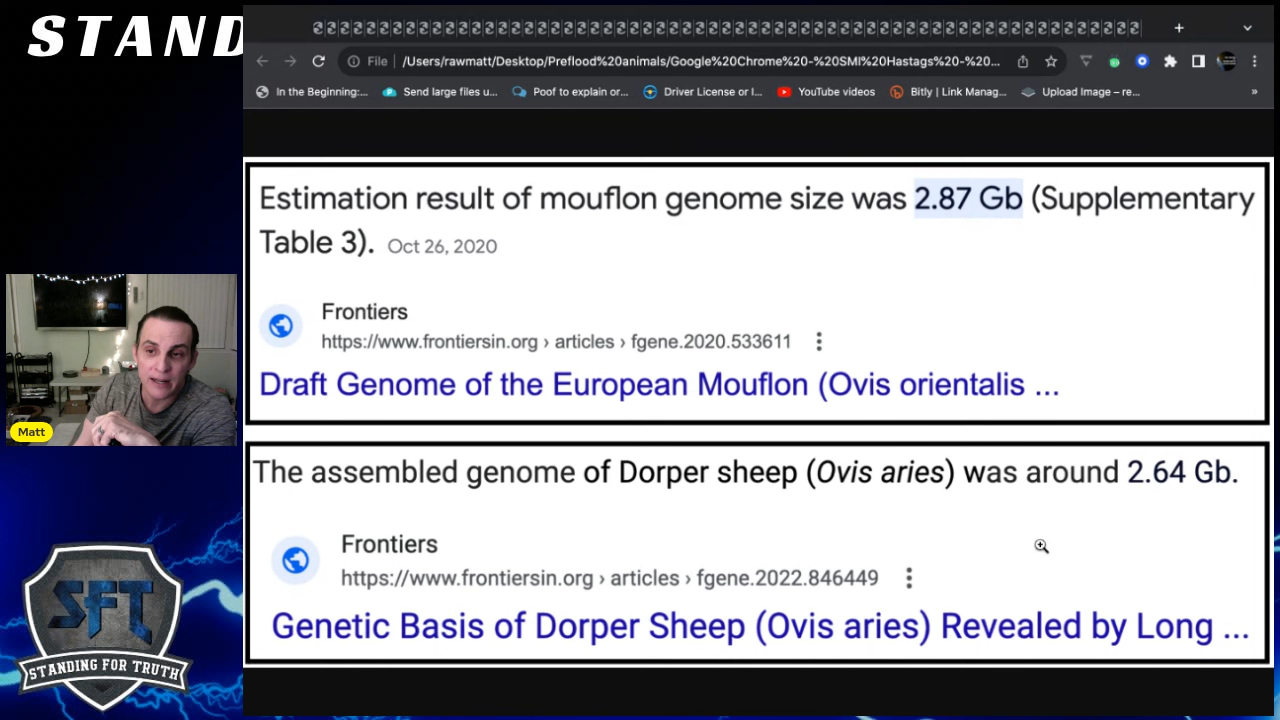 STAND
File | /Users/rawmatt/Desktop/Preflood%20animals/Google%20Chrome%20-%20SMI%20Hastags%20-%20...
In the Beginning:... Send large files u... Poof to explain or... Driver License or I... YouTube videos Bitly | Link Manag... Upload Image – re... »
Estimation result of mouflon genome size was 2.87 Gb (Supplementary
Table 3). Oct 26, 2020
Frontiers
https://www.frontiersin.org › articles › fgene.2020.533611
Draft Genome of the European Mouflon (Ovis orientalis ...
Matt
The assembled genome of Dorper sheep (Ovis aries) was around 2.64 Gb.
Frontiers
https://www.frontiersin.org › articles › fgene.2022.846449
Genetic Basis of Dorper Sheep (Ovis aries) Revealed by Long ...
SFT
STANDING FOR TRUTH